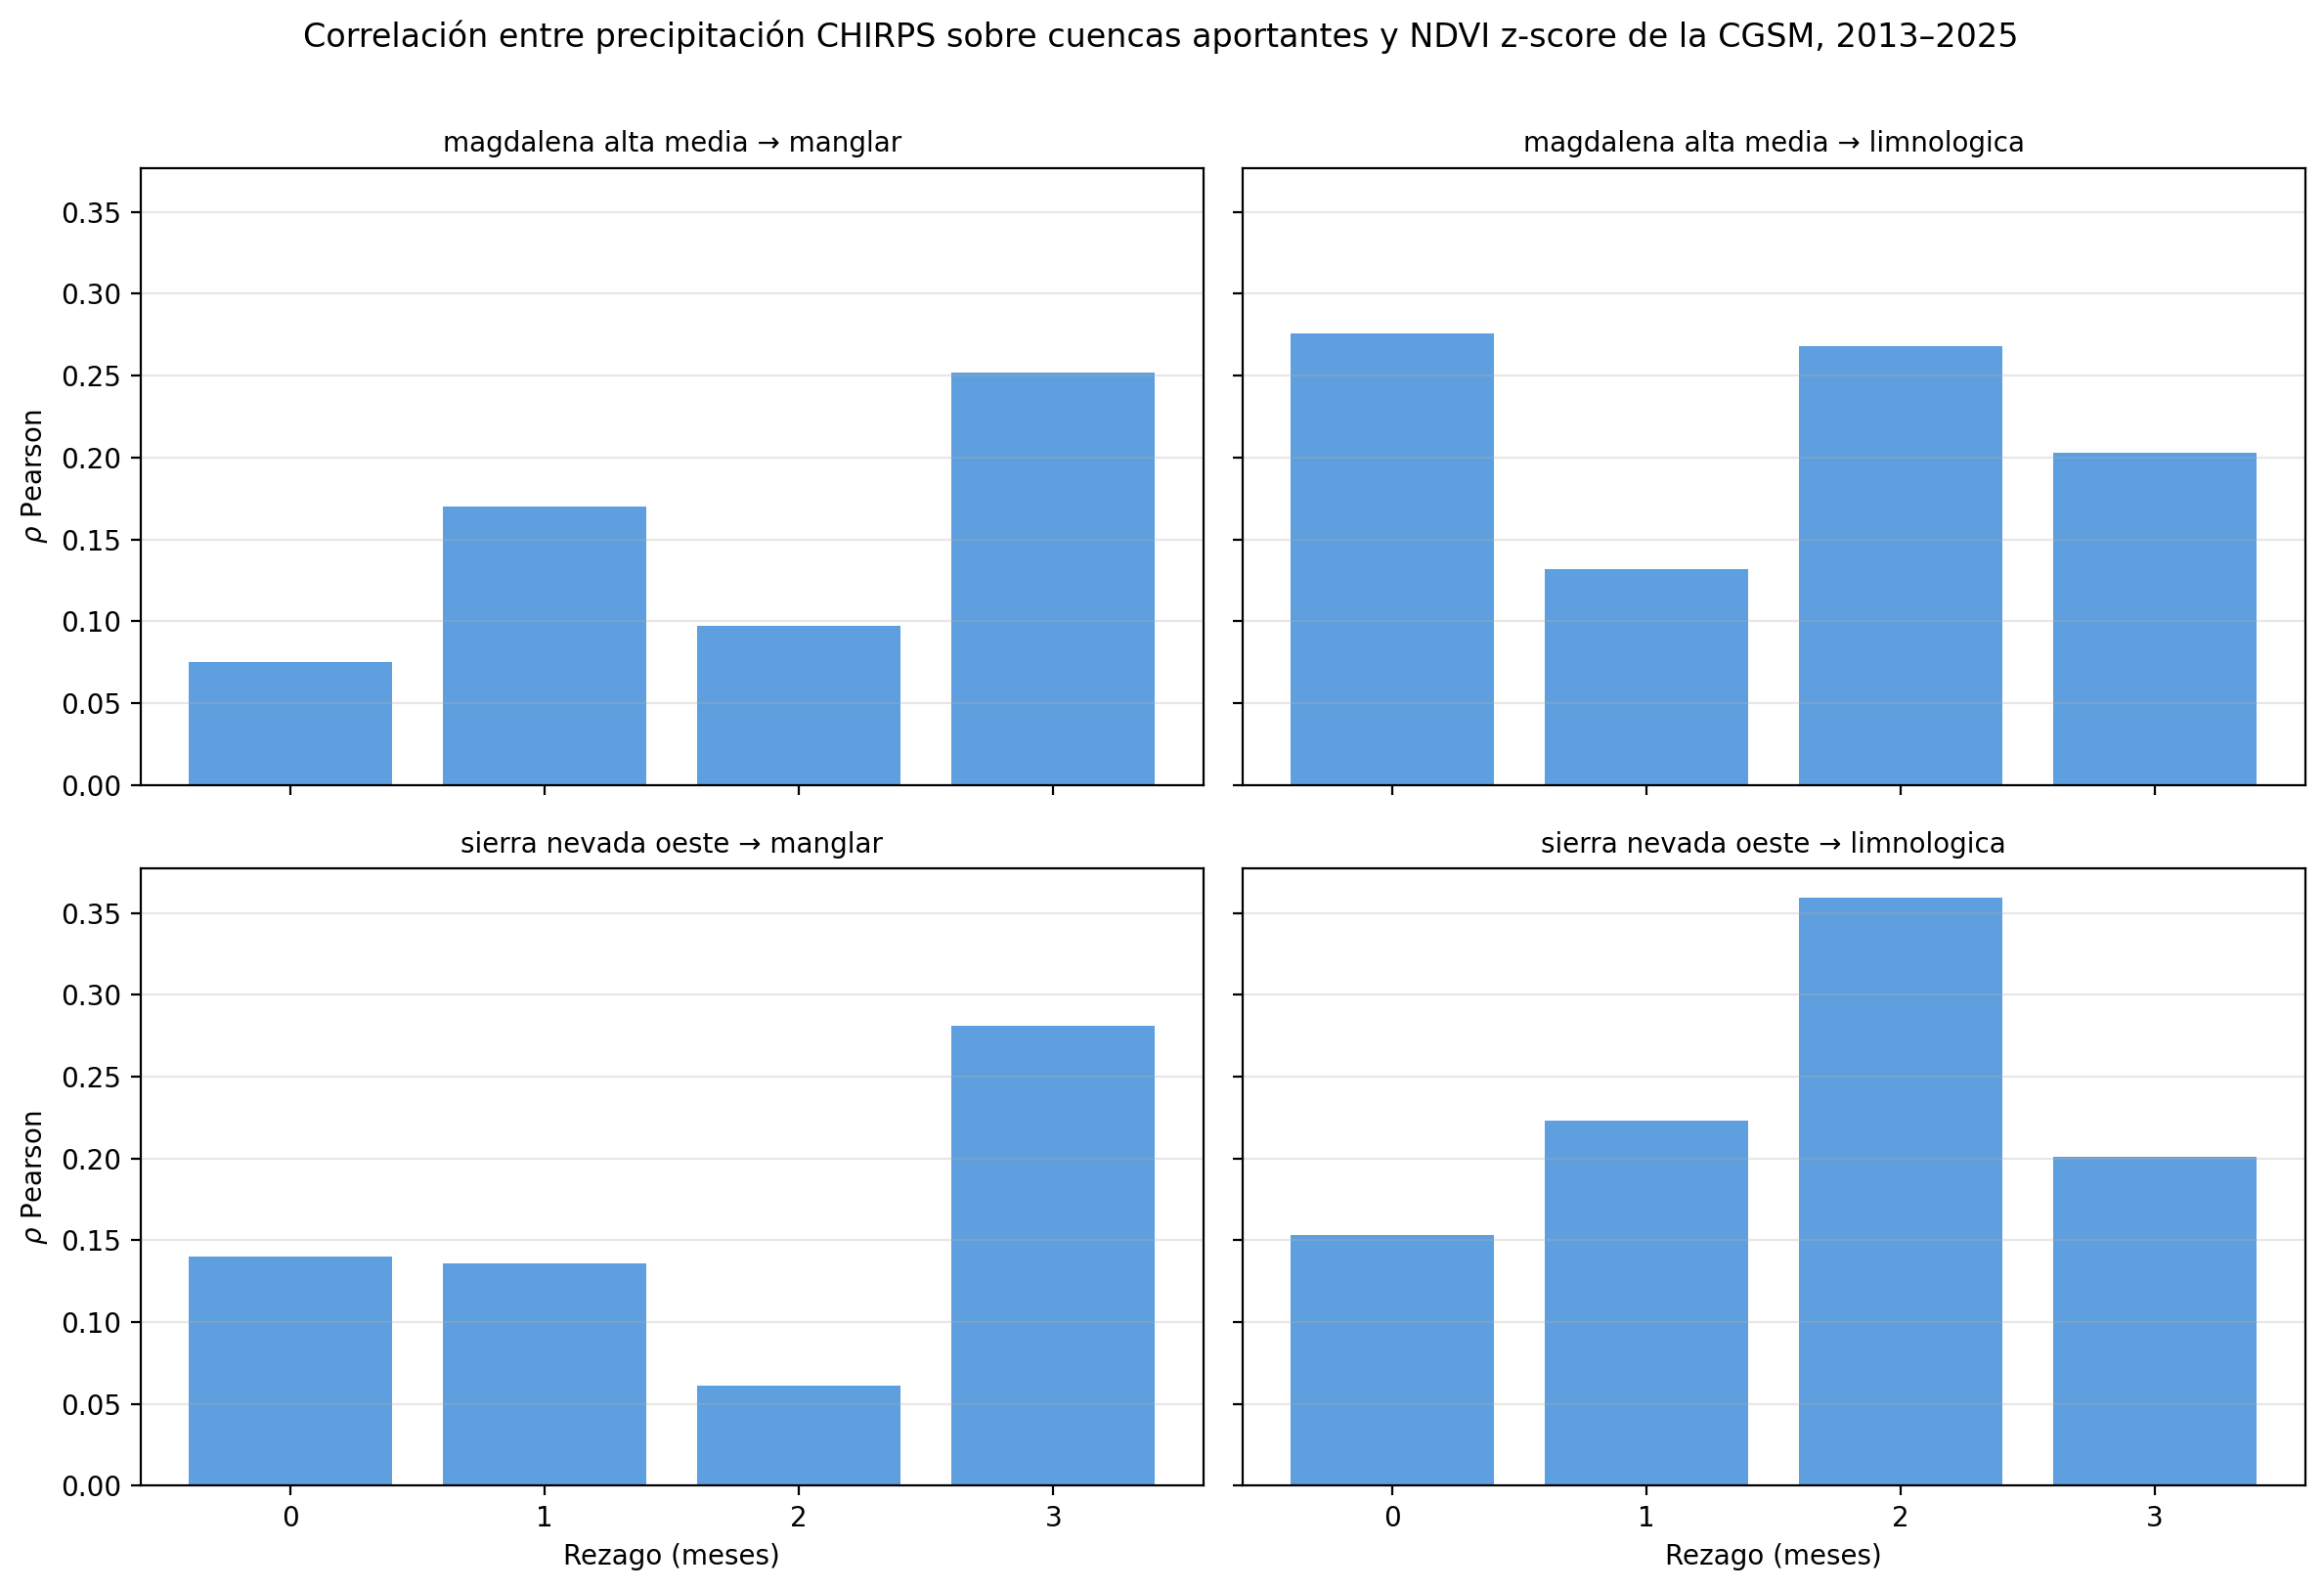 Correlación entre precipitación CHIRPS sobre cuencas aportantes y NDVI z-score de la CGSM, 2013–2025
magdalena alta media → manglar
magdalena alta media → limnologica
0.35
0.30
0.25
0.20
0.15
0.10
0.05
0.00
ρ Pearson
sierra nevada oeste → manglar
sierra nevada oeste → limnologica
0.35
0.30
0.25
0.20
0.15
0.10
0.05
0.00
ρ Pearson
0 1 2 3
0 1 2 3
Rezago (meses)
Rezago (meses)